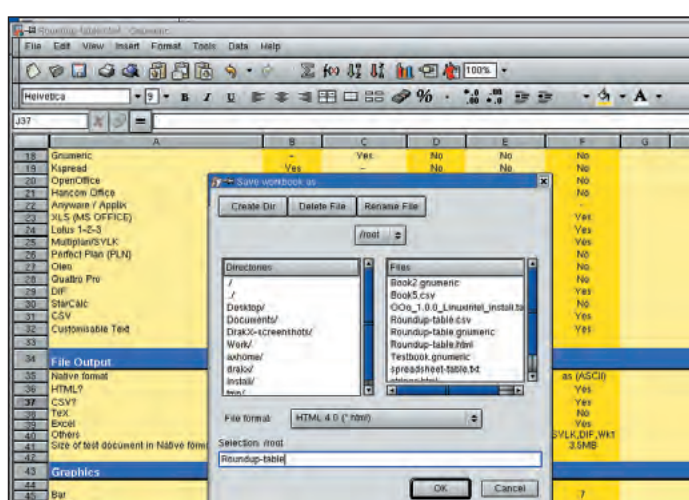 File Edit View Insert Format Tools Data Help
100%
Helvetica 9 B I U % A
J37 =
A B C D E F G
18 Gnumeric - Yes No No No
19 Kspread Yes - No No No
20 OpenOffice No
21 Hancom Office No
22 Anyware / Applix -
23 XLS (MS OFFICE) Yes
24 Lotus 1-2-3 Yes
25 Multiplan/SYLK Yes
26 Perfect Plan (PLN) No
27 Oleo No
28 Quattro Pro No
29 DIF Yes
30 StarCalc No
31 CSV Yes
32 Customisable Text Yes
33
34 File Output
35 Native format as (ASCII)
36 HTML? Yes
37 CSV? Yes
38 TeX No
39 Excel Yes
40 Others SYLK,DIF,Wk1
41 Size of test document in Native form 3.5MB
42
43 Graphics
44
45 Bar 7
Save workbook as
Create Dir Delete File Rename File
/root
Directories
./
../
Desktop/
Documents/
DrakX-screenshots/
Work/
axhome/
drakx/
install/
tmp/
Files
Book2.gnumeric
Book5.csv
OOo_1.0.0_LinuxIntel_install.ta
Roundup-table.csv
Roundup-table.gnumeric
Roundup-table.html
Testbook.gnumeric
spreadsheet-table.txt
File format: HTML 4.0 (*.html)
Selection: /root
Roundup-table
OK Cancel